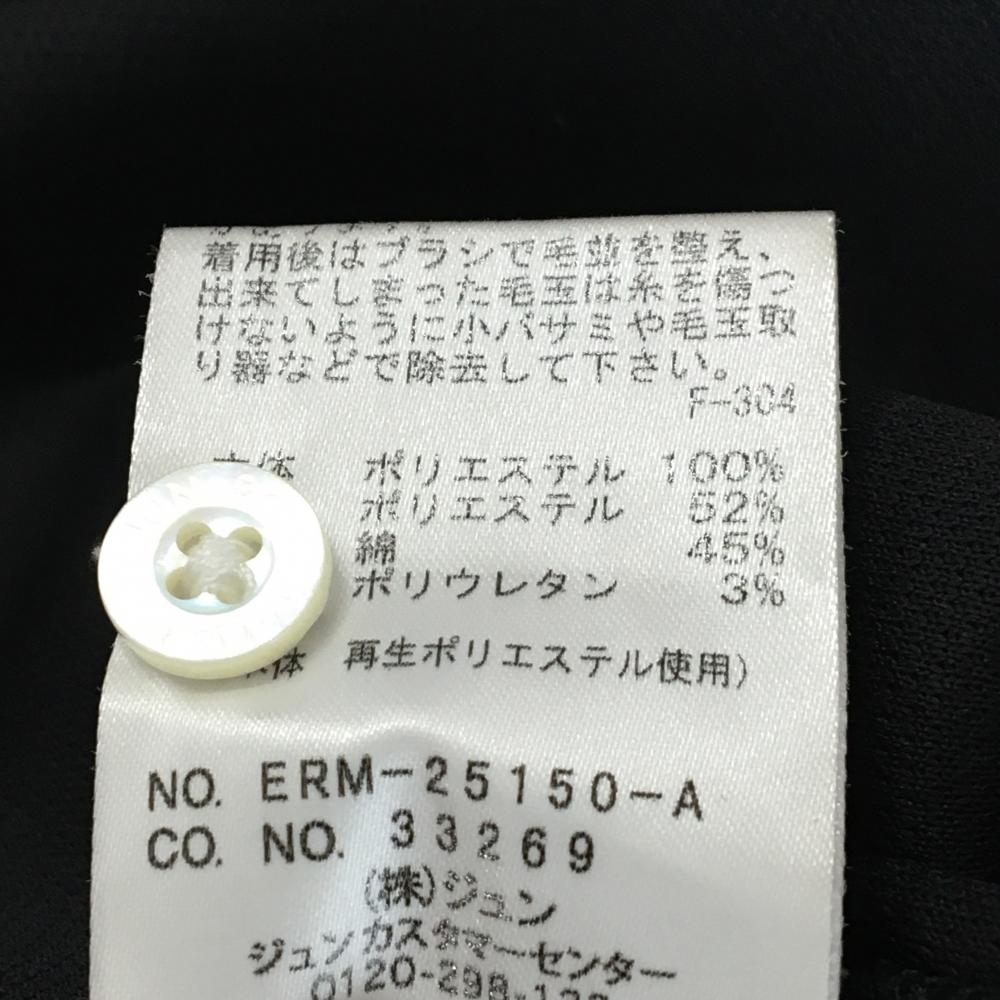 着用後はブラシで毛並を整え、
出来てしまった毛玉は糸を傷つ
けないように小バサミや毛玉取
り器などで除去して下さい。
F-304
ポリエステル 100%
ポリエステル 52%
綿 45%
ポリウレタン 3%
体 再生ポリエステル使用)
NO. ERM-25150-A
CO. NO. 33269
(株)ジュン
ジュンカスタマーセンター